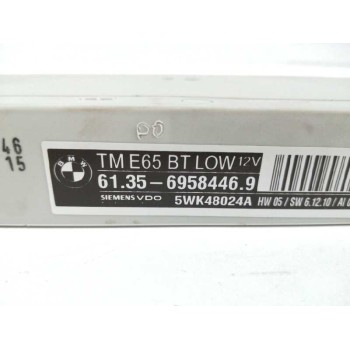 46
15
BMW
TM E65 BT LOW 12V
61.35-6958446.9
SIEMENS VDO 5WK48024A HW 05 / SW 6.12.10 / AI